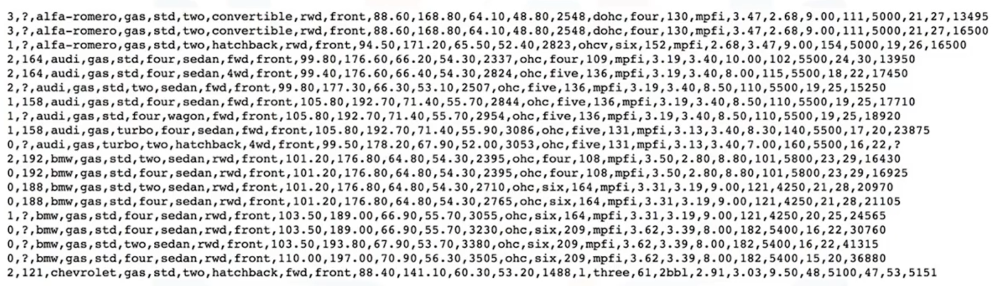 3,?,alfa-romero,gas,std,two,convertible,rwd,front,88.60,168.80,64.10,48.80,2548,dohc,four,130,mpfi,3.47,2.68,9.00,111,5000,21,27,13495
3,?,alfa-romero,gas,std,two,convertible,rwd,front,88.60,168.80,64.10,48.80,2548,dohc,four,130,mpfi,3.47,2.68,9.00,111,5000,21,27,16500
1,?,alfa-romero,gas,std,two,hatchback,rwd,front,94.50,171.20,65.50,52.40,2823,ohcv,six,152,mpfi,2.68,3.47,9.00,154,5000,19,26,16500
2,164,audi,gas,std,four,sedan,fwd,front,99.80,176.60,66.20,54.30,2337,ohc,four,109,mpfi,3.19,3.40,10.00,102,5500,24,30,13950
2,164,audi,gas,std,four,sedan,4wd,front,99.40,176.60,66.40,54.30,2824,ohc,five,136,mpfi,3.19,3.40,8.00,115,5500,18,22,17450
2,?,audi,gas,std,two,sedan,fwd,front,99.80,177.30,66.30,53.10,2507,ohc,five,136,mpfi,3.19,3.40,8.50,110,5500,19,25,15250
1,158,audi,gas,std,four,sedan,fwd,front,105.80,192.70,71.40,55.70,2844,ohc,five,136,mpfi,3.19,3.40,8.50,110,5500,19,25,17710
1,?,audi,gas,std,four,wagon,fwd,front,105.80,192.70,71.40,55.70,2954,ohc,five,136,mpfi,3.19,3.40,8.50,110,5500,19,25,18920
1,158,audi,gas,turbo,four,sedan,fwd,front,105.80,192.70,71.40,55.90,3086,ohc,five,131,mpfi,3.13,3.40,8.30,140,5500,17,20,23875
0,?,audi,gas,turbo,two,hatchback,4wd,front,99.50,178.20,67.90,52.00,3053,ohc,five,131,mpfi,3.13,3.40,7.00,160,5500,16,22,?
2,192,bmw,gas,std,two,sedan,rwd,front,101.20,176.80,64.80,54.30,2395,ohc,four,108,mpfi,3.50,2.80,8.80,101,5800,23,29,16430
0,192,bmw,gas,std,four,sedan,rwd,front,101.20,176.80,64.80,54.30,2395,ohc,four,108,mpfi,3.50,2.80,8.80,101,5800,23,29,16925
0,188,bmw,gas,std,two,sedan,rwd,front,101.20,176.80,64.80,54.30,2710,ohc,six,164,mpfi,3.31,3.19,9.00,121,4250,21,28,20970
0,188,bmw,gas,std,four,sedan,rwd,front,101.20,176.80,64.80,54.30,2765,ohc,six,164,mpfi,3.31,3.19,9.00,121,4250,21,28,21105
1,?,bmw,gas,std,four,sedan,rwd,front,103.50,189.00,66.90,55.70,3055,ohc,six,164,mpfi,3.31,3.19,9.00,121,4250,20,25,24565
0,?,bmw,gas,std,four,sedan,rwd,front,103.50,189.00,66.90,55.70,3230,ohc,six,209,mpfi,3.62,3.39,8.00,182,5400,16,22,30760
0,?,bmw,gas,std,two,sedan,rwd,front,103.50,193.80,67.90,53.70,3380,ohc,six,209,mpfi,3.62,3.39,8.00,182,5400,16,22,41315
0,?,bmw,gas,std,four,sedan,rwd,front,110.00,197.00,70.90,56.30,3505,ohc,six,209,mpfi,3.62,3.39,8.00,182,5400,15,20,36880
2,121,chevrolet,gas,std,two,hatchback,fwd,front,88.40,141.10,60.30,53.20,1488,l,three,61,2bbl,2.91,3.03,9.50,48,5100,47,53,5151